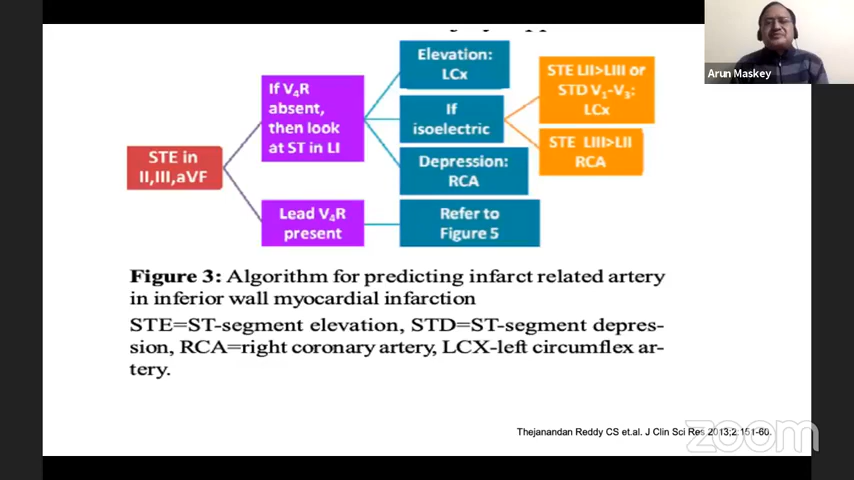 STE in
II,III,aVF
If V₄R
absent,
then look
at ST in LI
Lead V₄R
present
Elevation:
LCx
If
isoelectric
Depression:
RCA
Refer to
Figure 5
STE LII>LIII or
STD V₁-V₃:
LCx
STE LIII>LII
RCA
Figure 3: Algorithm for predicting infarct related artery
in inferior wall myocardial infarction
STE=ST-segment elevation, STD=ST-segment depres-
sion, RCA=right coronary artery, LCX-left circumflex ar-
tery.
Thejanandan Reddy CS et.al. J Clin Sci Res 2013;2:151-60.
zoom
Arun Maskey